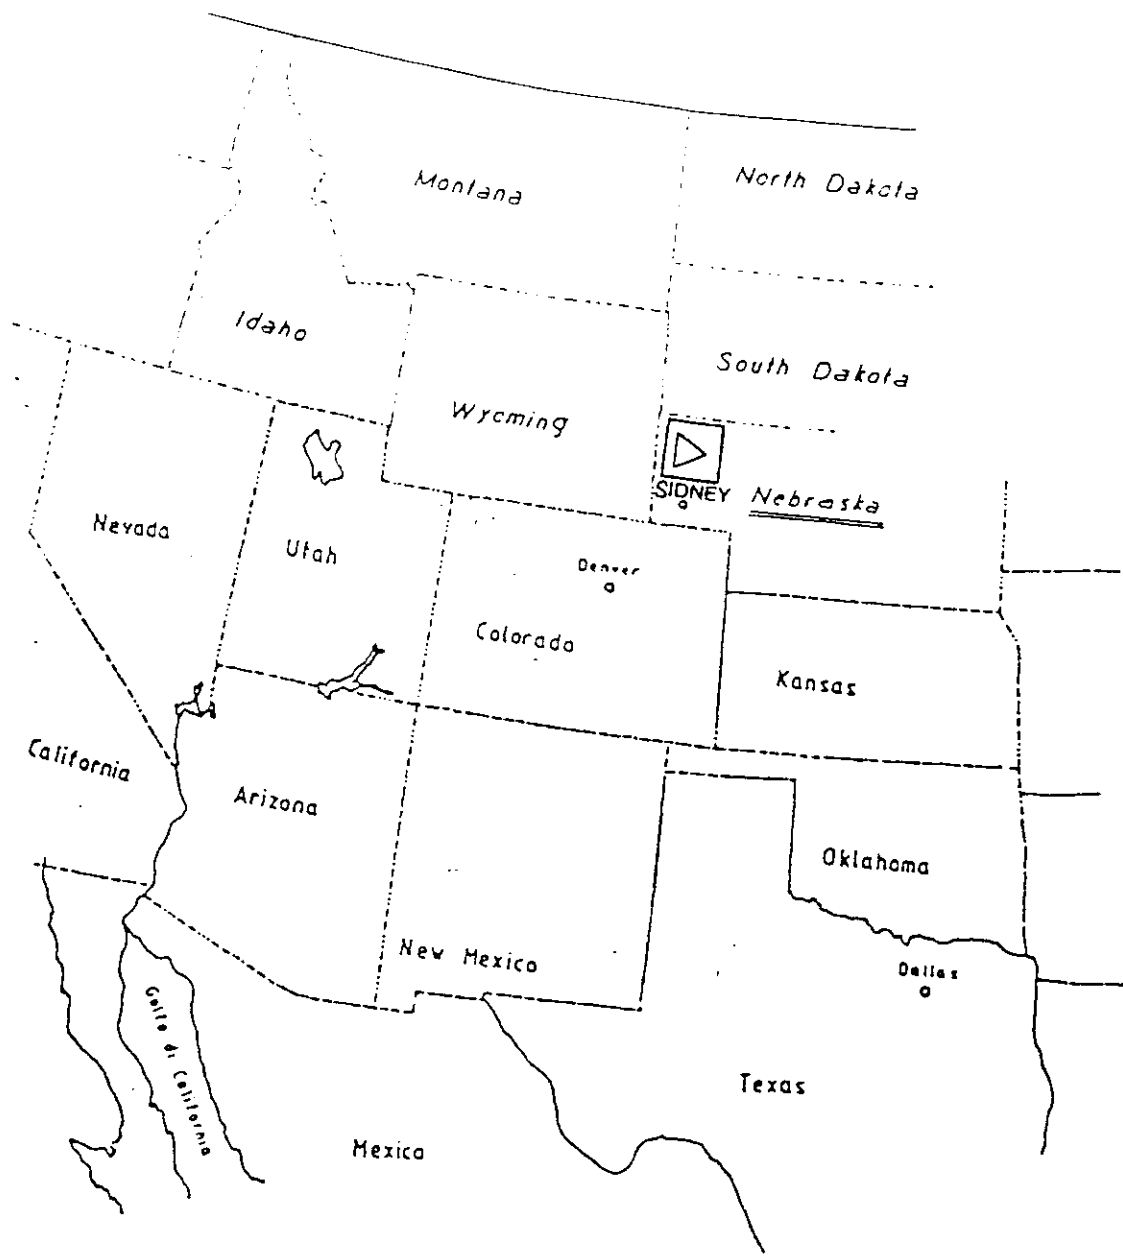 Montana
North Dakota
Idaho
South Dakota
Wycming
SIDNEY
Nebraska
Nevada
Utah
Denver
Colorado
Kansas
California
Arizona
Oklahoma
New Mexico
Dallas
Golfo di California
Texas
Mexica